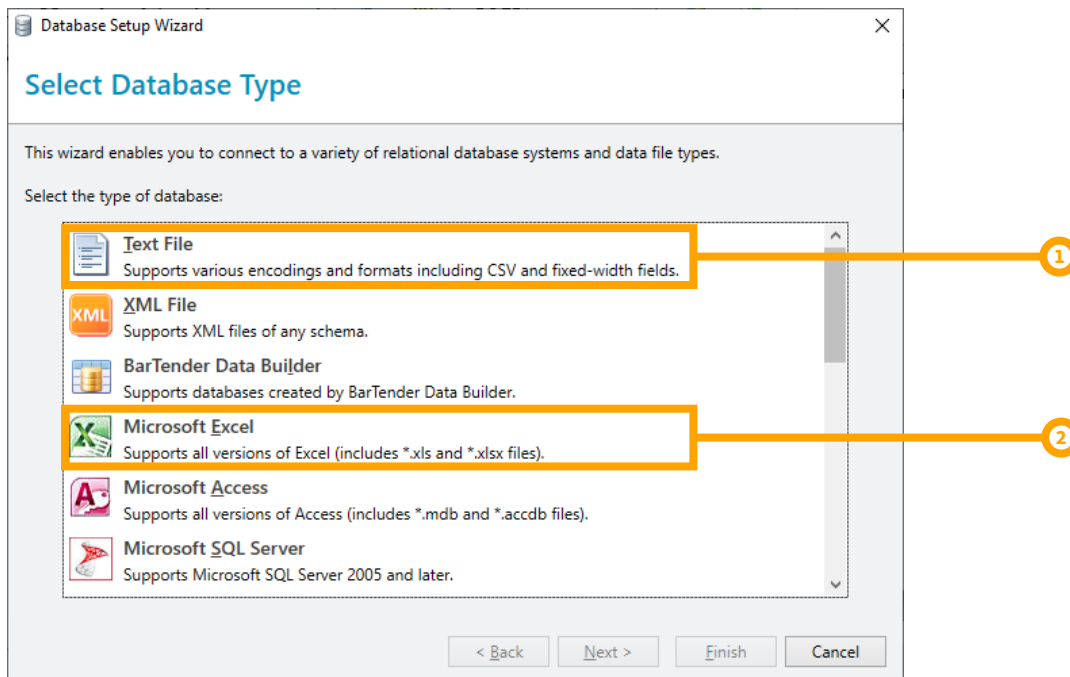 Database Setup Wizard
Select Database Type
This wizard enables you to connect to a variety of relational database systems and data file types.
Select the type of database:
Text File
Supports various encodings and formats including CSV and fixed-width fields.
1
XML
XML File
Supports XML files of any schema.
BarTender Data Builder
Supports databases created by BarTender Data Builder.
Microsoft Excel
Supports all versions of Excel (includes *.xls and *.xlsx files).
2
Microsoft Access
Supports all versions of Access (includes *.mdb and *.accdb files).
Microsoft SQL Server
Supports Microsoft SQL Server 2005 and later.
< Back Next > Finish Cancel